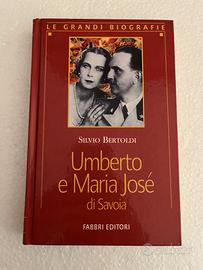 LE GRANDI BIOGRAFIE
SILVIO BERTOLDI
Umberto
e Maria José
di Savoia
FABBRI EDITORI